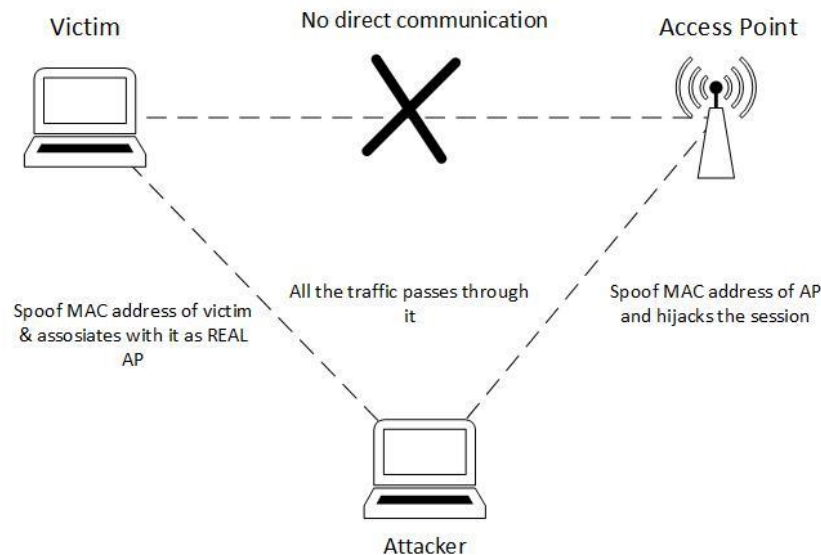 Victim
No direct communication
Access Point
Spoof MAC address of victim
& assosiates with it as REAL
AP
All the traffic passes through
it
Spoof MAC address of AP
and hijacks the session
Attacker